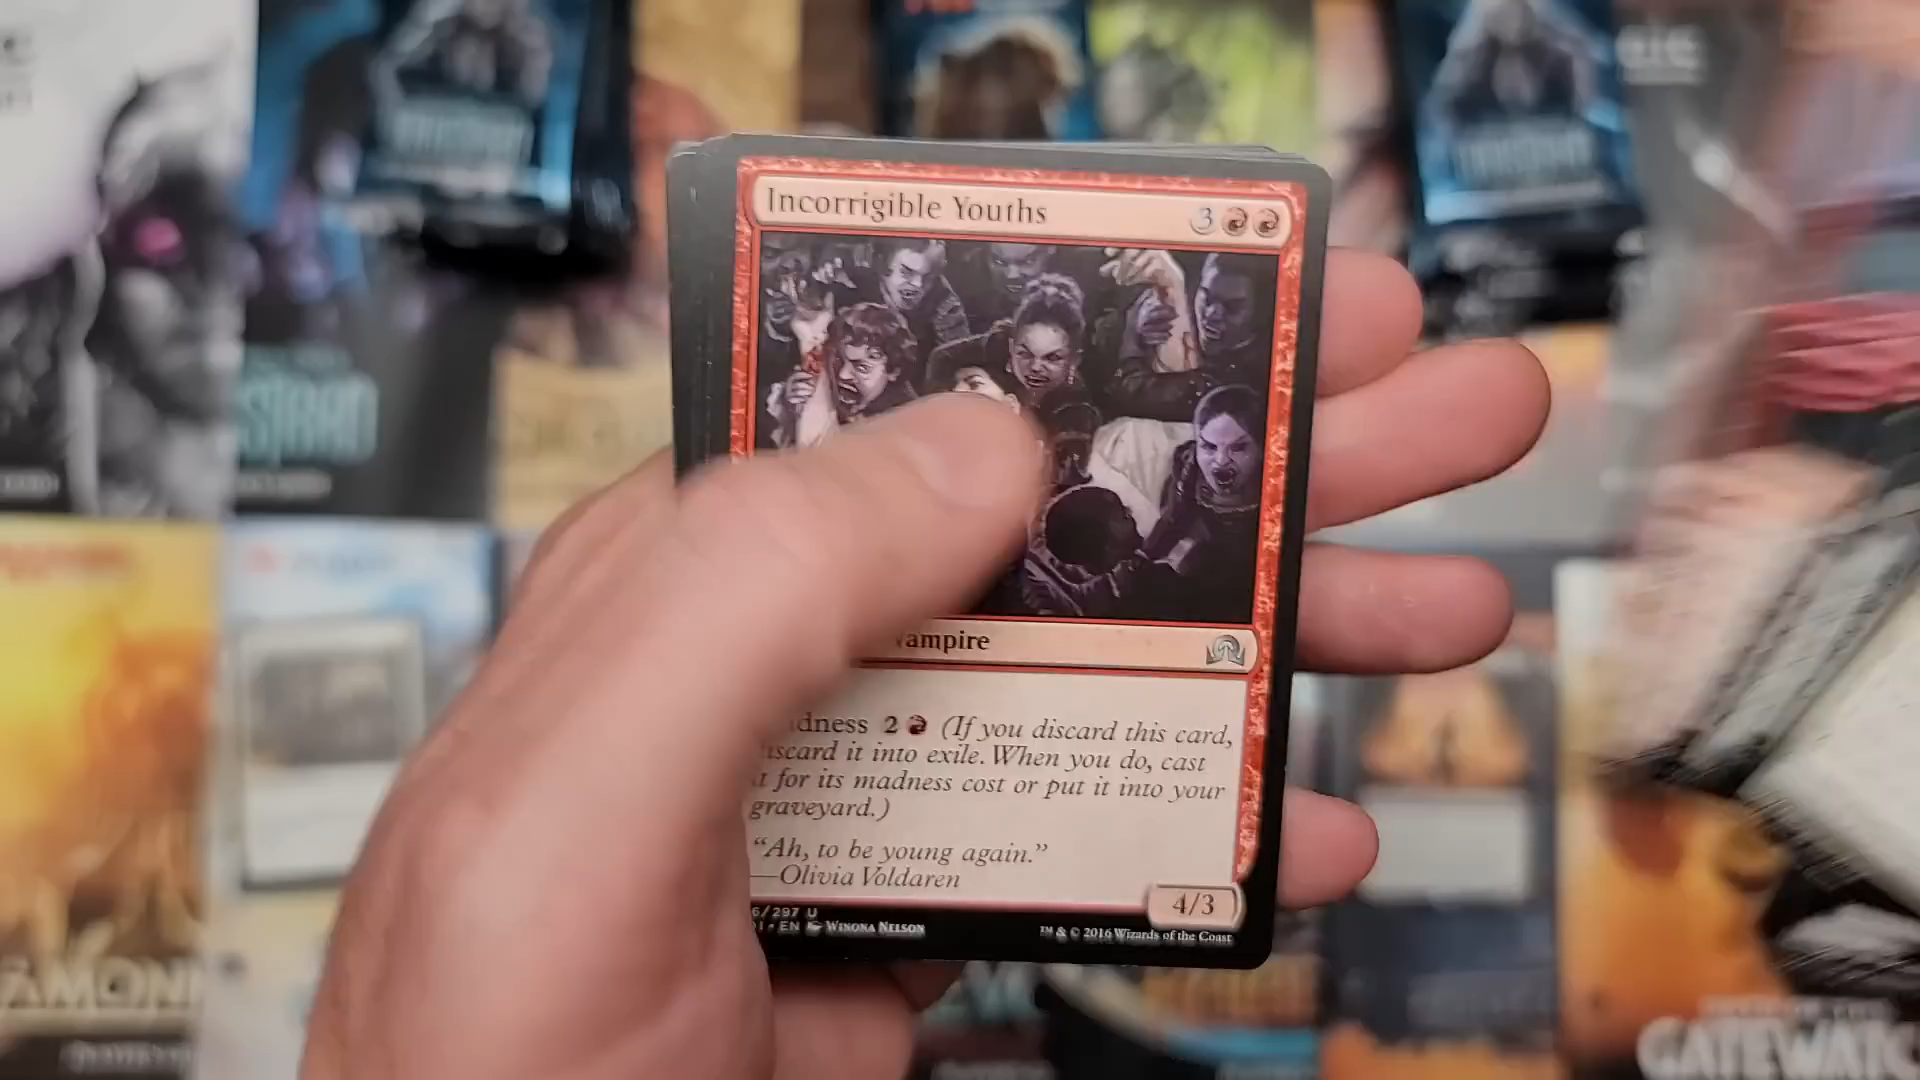 Incorrigible Youths 3
Vampire
dness 2 (If you discard this card,
iscard it into exile. When you do, cast
it for its madness cost or put it into your
graveyard.)
“Ah, to be young again.”
—Olivia Voldaren
4/3
6/297 U
• EN Winona Nelson
™ & © 2016 Wizards of the Coast
GATEWATC